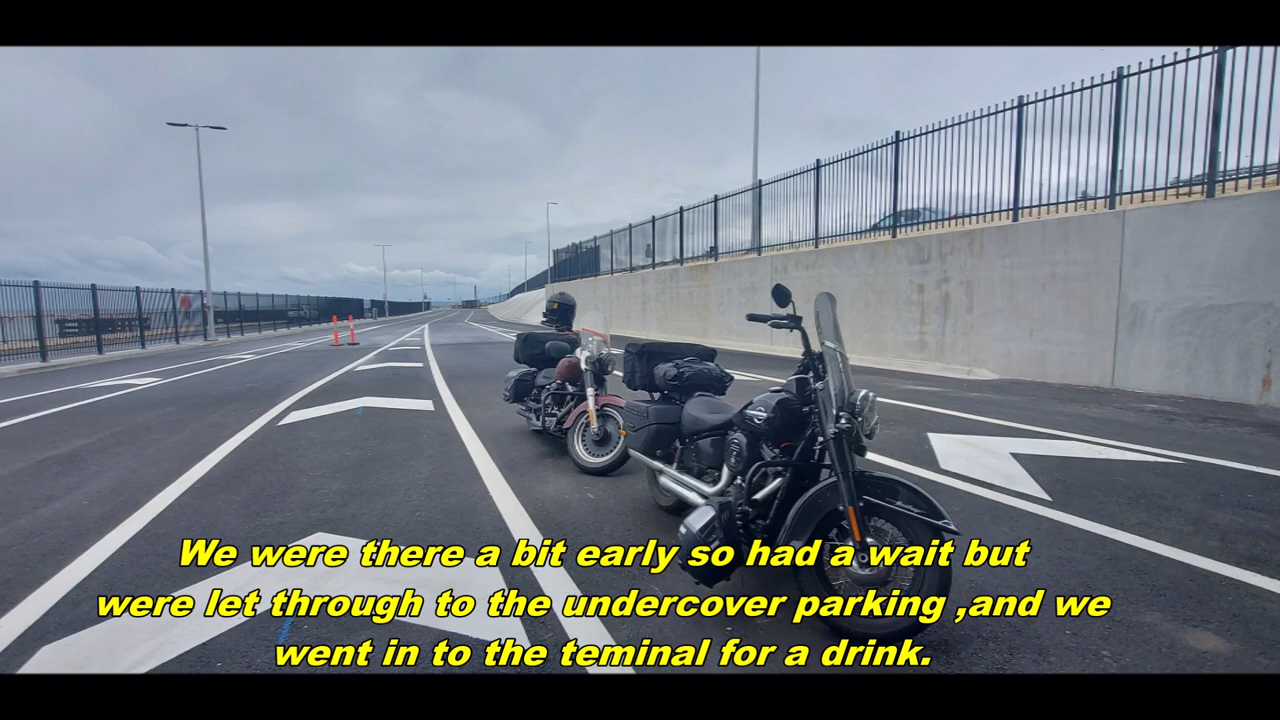 We were there a bit early so had a wait but
were let through to the undercover parking ,and we
went in to the teminal for a drink.